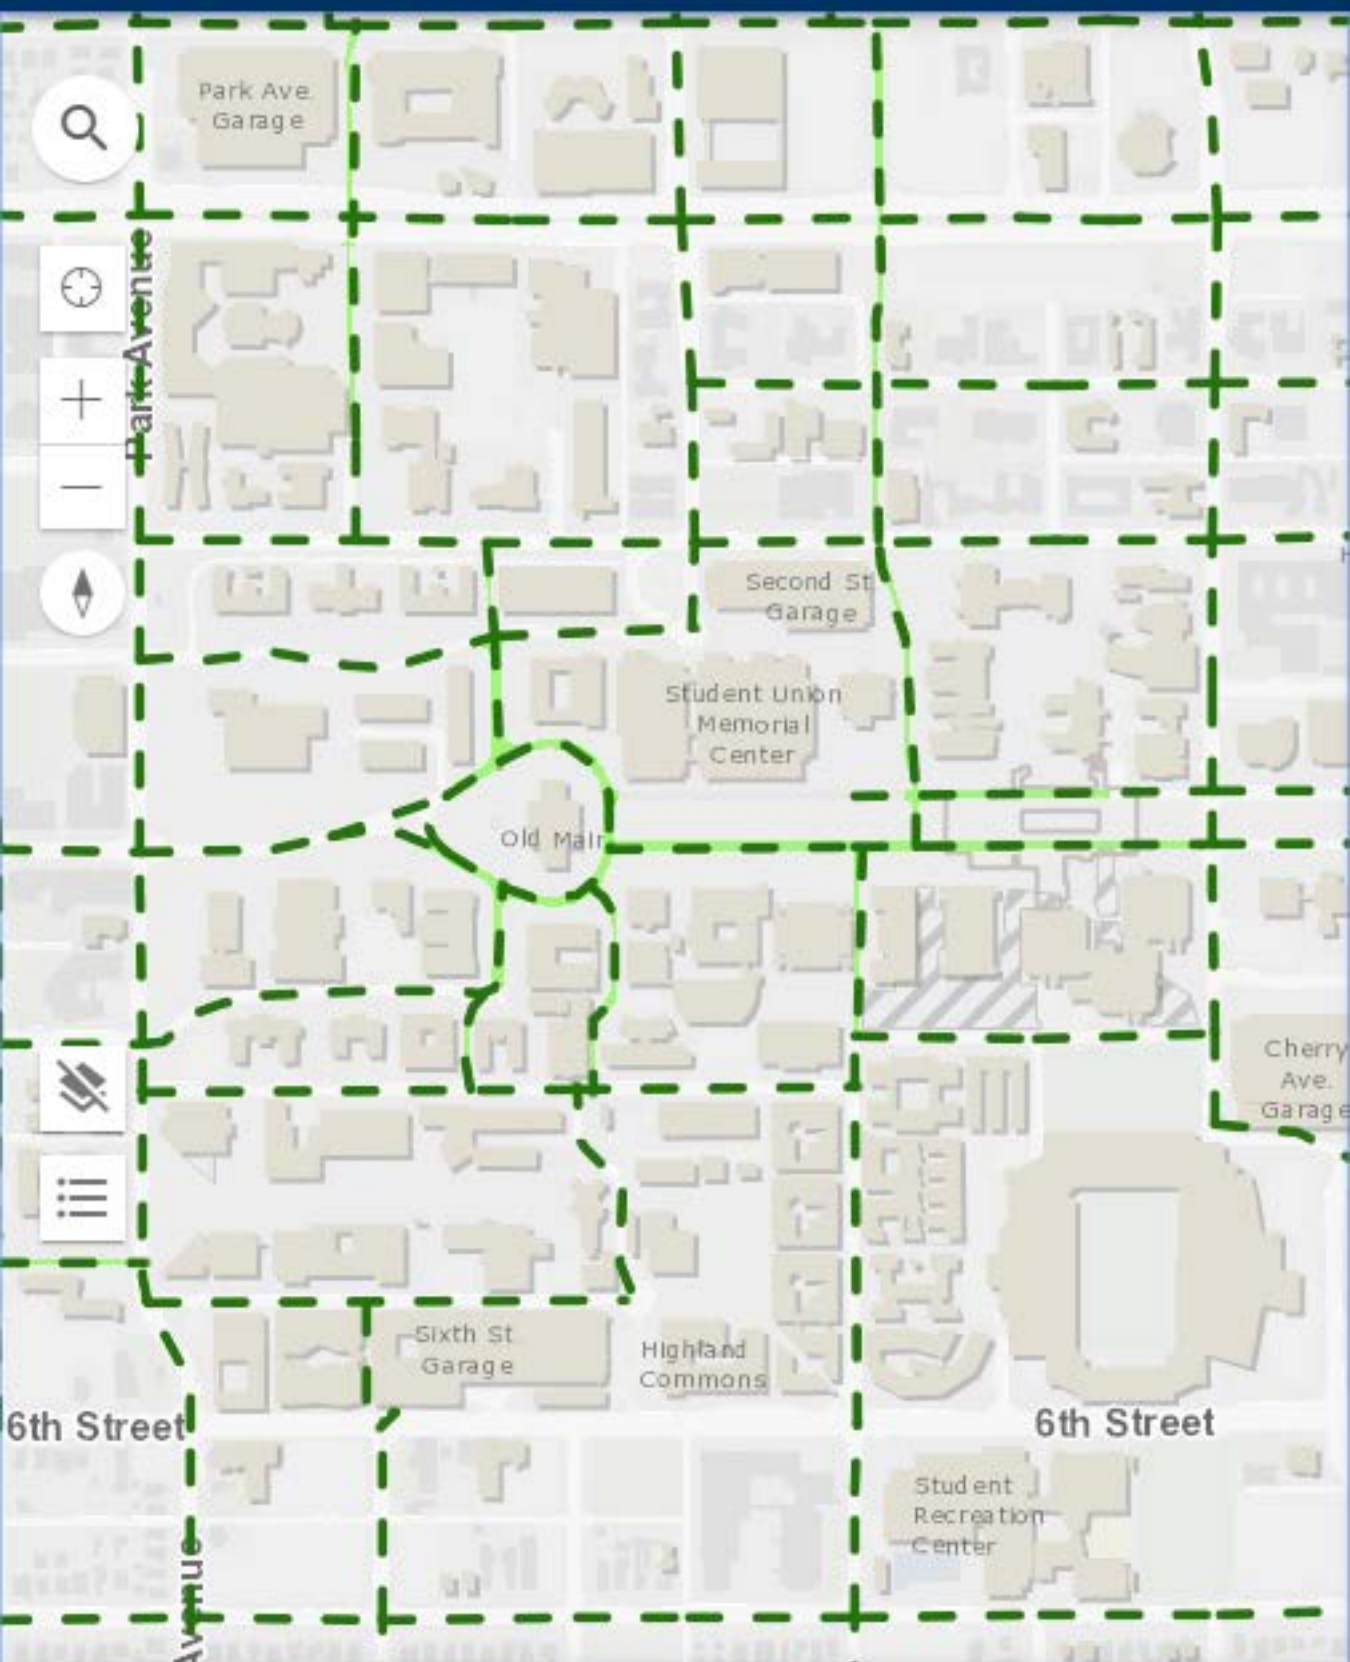 Park Ave.
Garage
Park Avenue
Second St
Garage
Student Union
Memorial
Center
Old Main
Cherry
Ave.
Garage
Sixth St
Garage
Highland
Commons
6th Street
6th Street
Student
Recreation
Center
Avenue